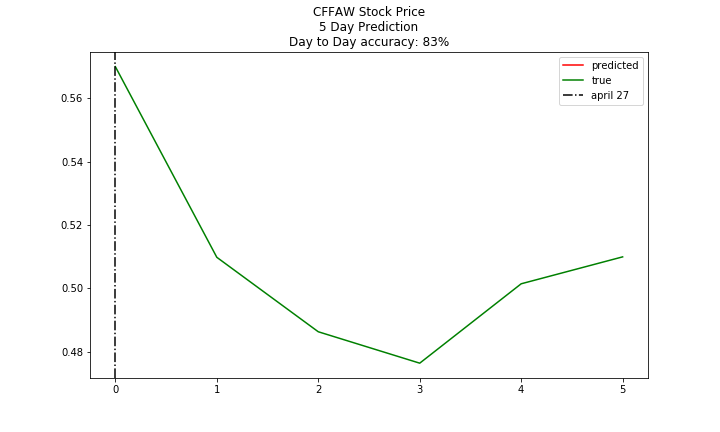 CFFAW Stock Price
5 Day Prediction
Day to Day accuracy: 83%
predicted
true
april 27
0.56
0.54
0.52
0.50
0.48
0 1 2 3 4 5